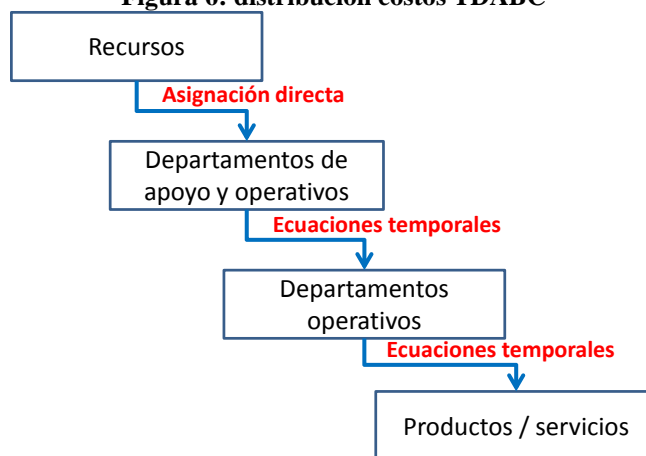 Figura 6: distribución costos TDABC
Recursos
Asignación directa
Departamentos de
apoyo y operativos
Ecuaciones temporales
Departamentos
operativos
Ecuaciones temporales
Productos / servicios